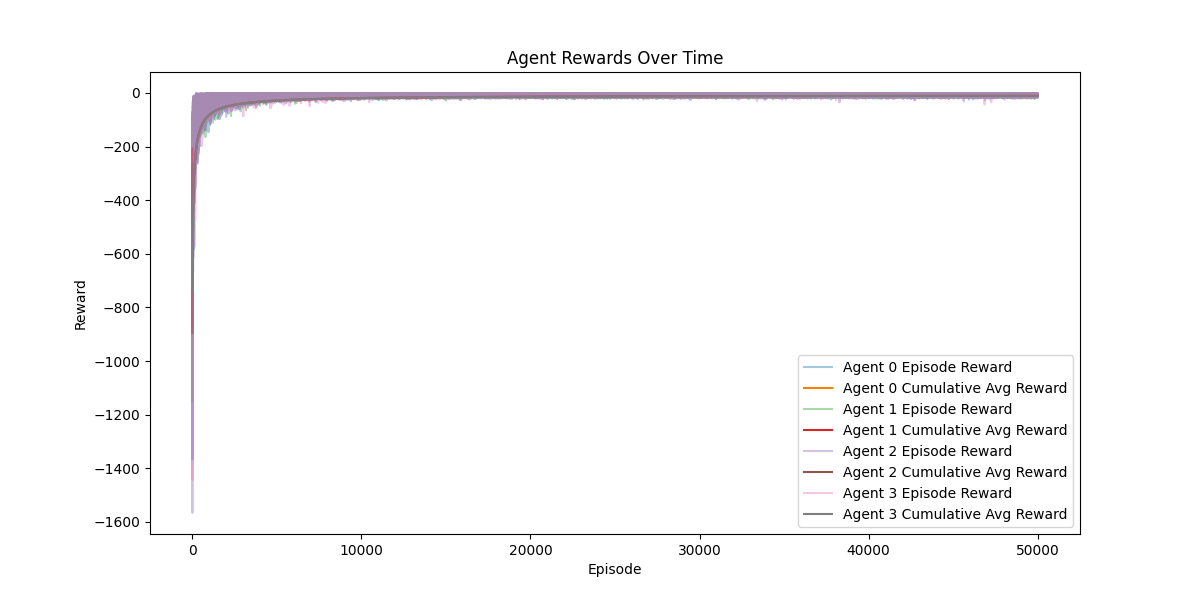 Agent Rewards Over Time
Reward
0
−200
−400
−600
−800
−1000
−1200
−1400
−1600
0 10000 20000 30000 40000 50000
Episode
Agent 0 Episode Reward
Agent 0 Cumulative Avg Reward
Agent 1 Episode Reward
Agent 1 Cumulative Avg Reward
Agent 2 Episode Reward
Agent 2 Cumulative Avg Reward
Agent 3 Episode Reward
Agent 3 Cumulative Avg Reward